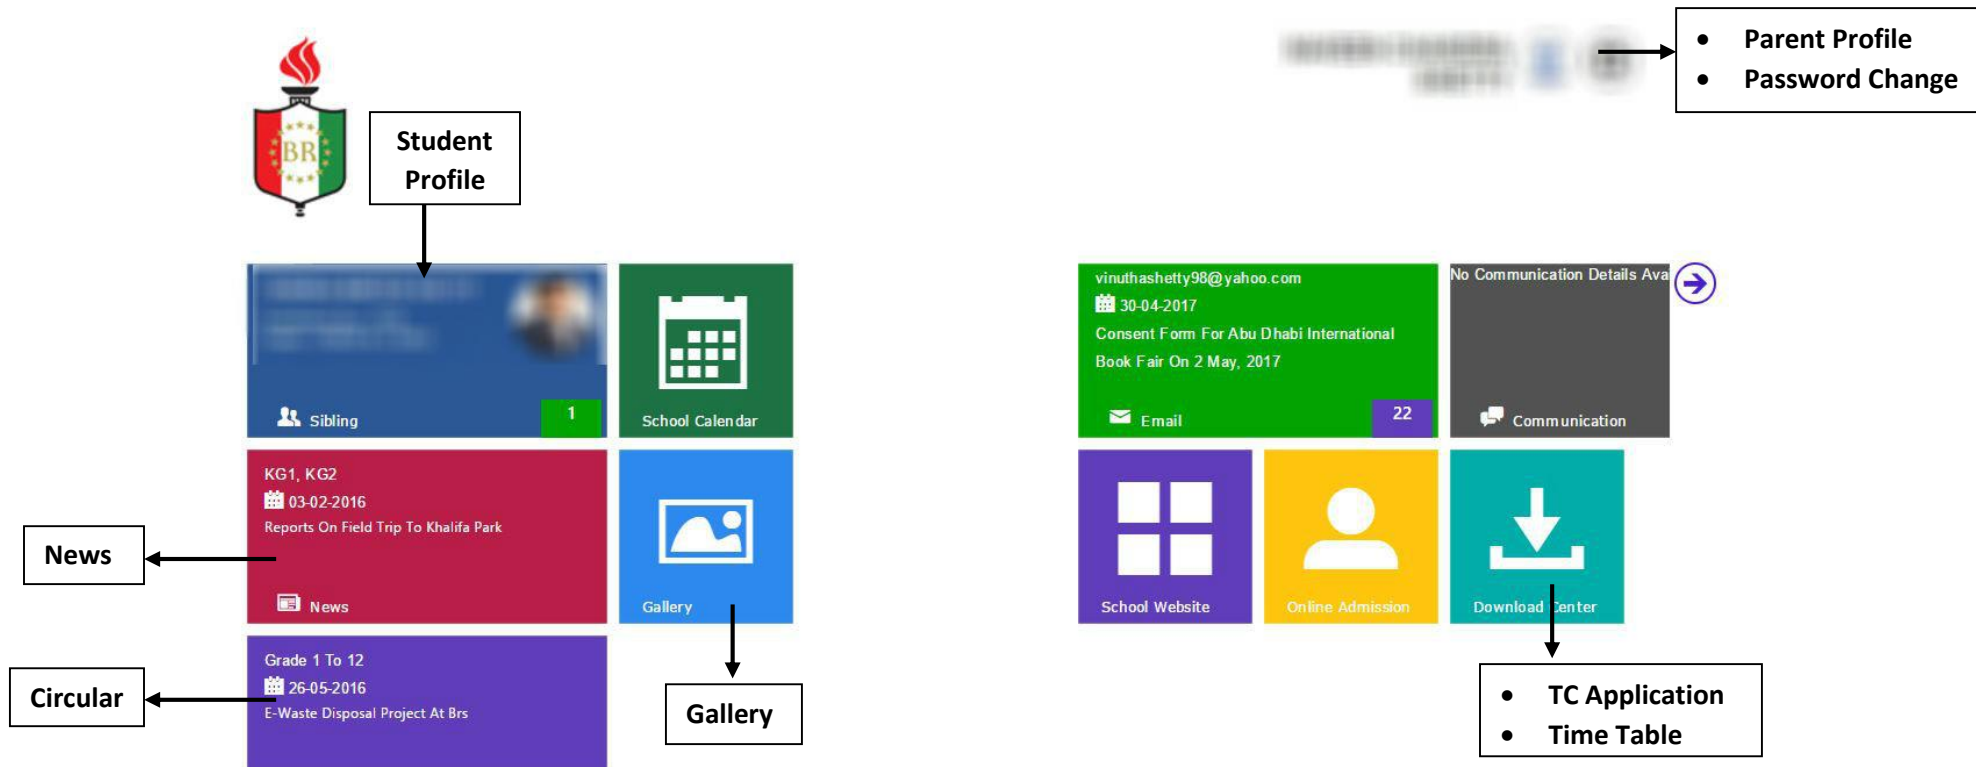 • Parent Profile
• Password Change
BR
Student
Profile
Sibling
1
School Calendar
vinuthashetty98@yahoo.com
30-04-2017
Consent Form For Abu Dhabi International
Book Fair On 2 May, 2017
Email
22
No Communication Details Ava
Communication
News
KG1, KG2
03-02-2016
Reports On Field Trip To Khalifa Park
News
Gallery
School Website
Online Admission
Download Center
Circular
Grade 1 To 12
26-05-2016
E-Waste Disposal Project At Brs
Gallery
• TC Application
• Time Table